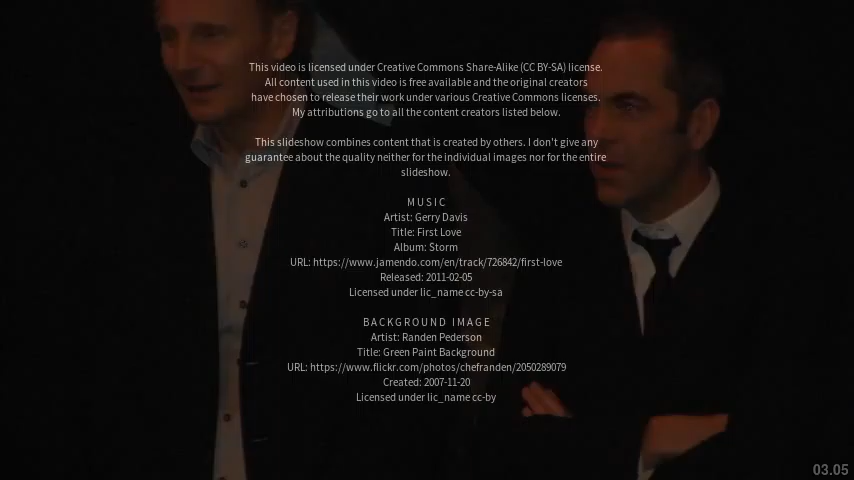 This video is licensed under Creative Commons Share-Alike (CC BY-SA) license.
All content used in this video is free available and the original creators
have chosen to release their work under various Creative Commons licenses.
My attributions go to all the content creators listed below.
This slideshow combines content that is created by others. I don't give any
guarantee about the quality neither for the individual images nor for the entire
slideshow.
MUSIC
Artist: Gerry Davis
Title: First Love
Album: Storm
URL: https://www.jamendo.com/en/track/726842/first-love
Released: 2011-02-05
Licensed under lic_name cc-by-sa
BACKGROUND IMAGE
Artist: Randen Pederson
Title: Green Paint Background
URL: https://www.flickr.com/photos/chefranden/2050289079
Created: 2007-11-20
Licensed under lic_name cc-by
03.05